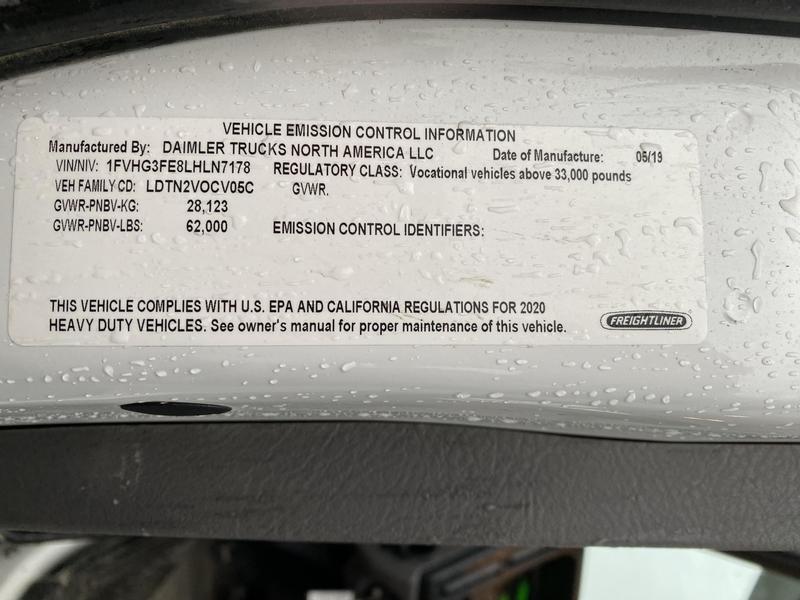 VEHICLE EMISSION CONTROL INFORMATION
Manufactured By: DAIMLER TRUCKS NORTH AMERICA LLC Date of Manufacture: 05/19
VIN/NIV: 1FVHG3FE8LHLN7178 REGULATORY CLASS: Vocational vehicles above 33,000 pounds
VEH FAMILY CD: LDTN2VOCV05C GVWR.
GVWR-PNBV-KG: 28,123
GVWR-PNBV-LBS: 62,000 EMISSION CONTROL IDENTIFIERS:
THIS VEHICLE COMPLIES WITH U.S. EPA AND CALIFORNIA REGULATIONS FOR 2020
HEAVY DUTY VEHICLES. See owner's manual for proper maintenance of this vehicle.
FREIGHTLINER